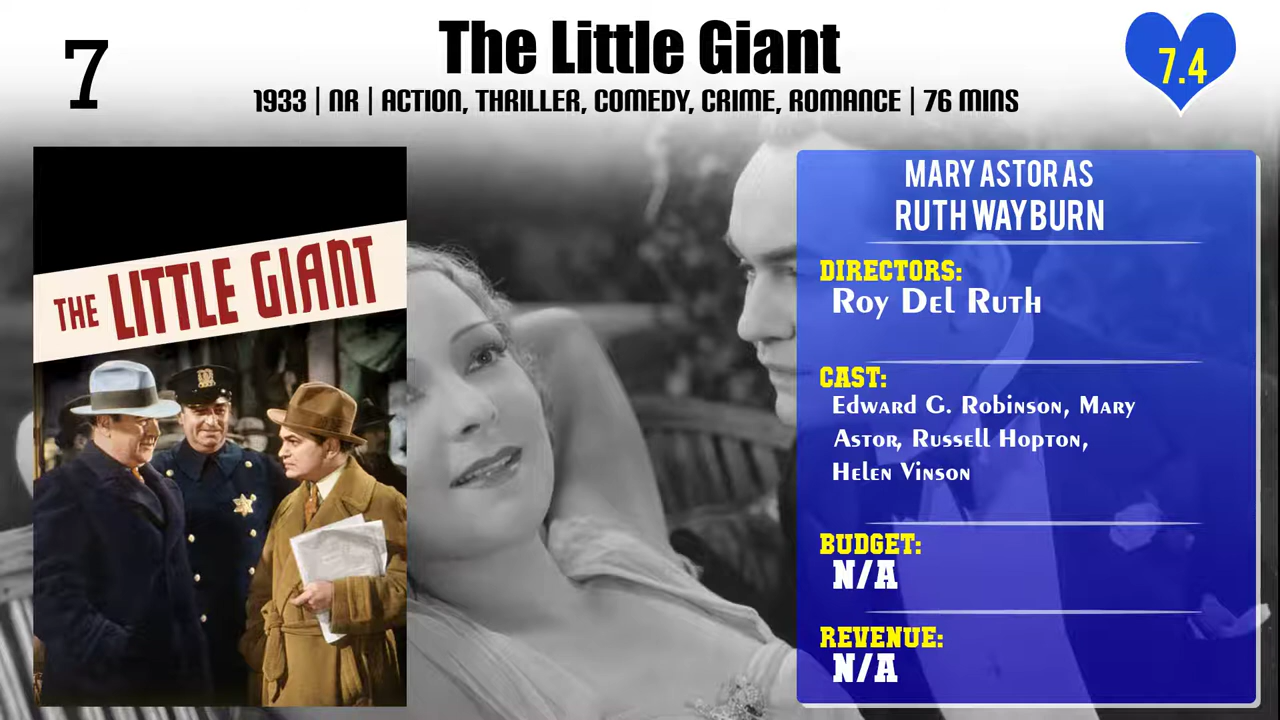 7
The Little Giant
7.4
1933 | NR | ACTION, THRILLER, COMEDY, CRIME, ROMANCE | 76 MINS
THE LITTLE GIANT
MARY ASTOR AS
RUTH WAYBURN
DIRECTORS:
Roy Del Ruth
CAST:
Edward G. Robinson, Mary
Astor, Russell Hopton,
Helen Vinson
BUDGET:
N/A
REVENUE:
N/A